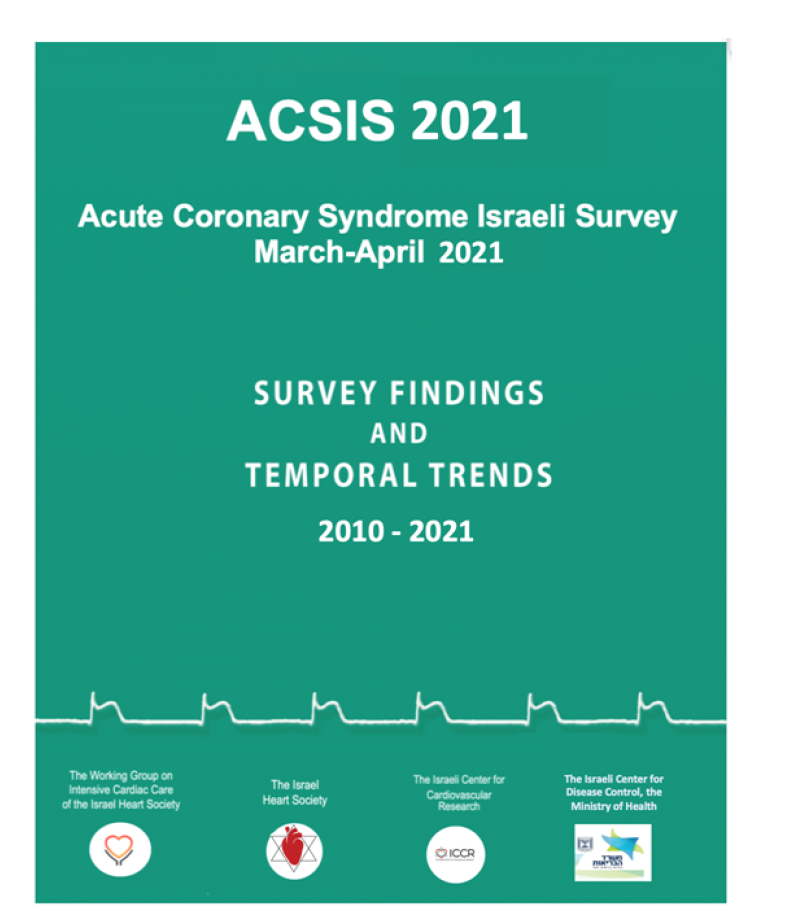 ACSIS 2021
Acute Coronary Syndrome Israeli Survey
March-April 2021
SURVEY FINDINGS
AND
TEMPORAL TRENDS
2010 - 2021
The Working Group on
Intensive Cardiac Care
of the Israel Heart Society
The Israel
Heart Society
The Israeli Center for
Cardiovascular
Research
ICCR
The Israeli Center for
Disease Control, the
Ministry of Health
משרד
הבריאות